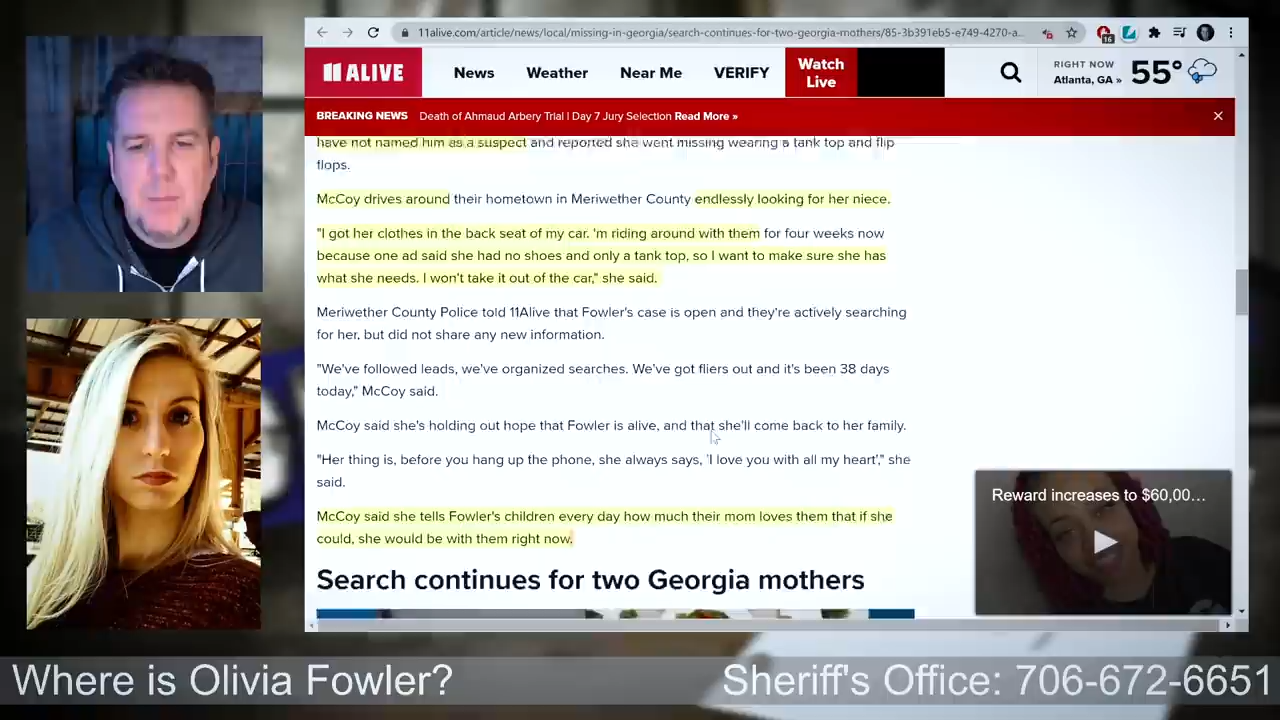 11alive.com/article/news/local/missing-in-georgia/search-continues-for-two-georgia-mothers/85-3b391eb5-e749-4270-a...
16
11 ALIVE
News
Weather
Near Me
VERIFY
Watch
Live
RIGHT NOW
Atlanta, GA »
55°
BREAKING NEWS Death of Ahmaud Arbery Trial | Day 7 Jury Selection Read More »
have not named him as a suspect and reported she went missing wearing a tank top and flip
flops.
McCoy drives around their hometown in Meriwether County endlessly looking for her niece.
"I got her clothes in the back seat of my car. 'm riding around with them for four weeks now
because one ad said she had no shoes and only a tank top, so I want to make sure she has
what she needs. I won't take it out of the car," she said.
Meriwether County Police told 11Alive that Fowler's case is open and they're actively searching
for her, but did not share any new information.
"We've followed leads, we've organized searches. We've got fliers out and it's been 38 days
today," McCoy said.
McCoy said she's holding out hope that Fowler is alive, and that she'll come back to her family.
"Her thing is, before you hang up the phone, she always says, 'I love you with all my heart'," she
said.
McCoy said she tells Fowler's children every day how much their mom loves them that if she
could, she would be with them right now.
Search continues for two Georgia mothers
Reward increases to $60,00...
Where is Olivia Fowler?
Sheriff's Office: 706-672-6651